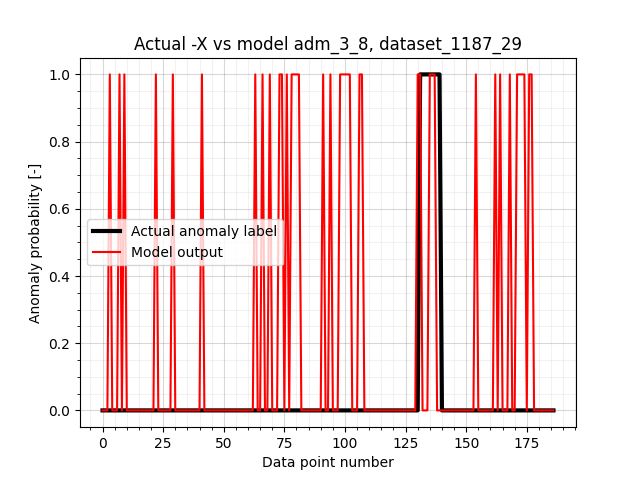 Actual -X vs model adm_3_8, dataset_1187_29
Anomaly probability [-]
1.0
0.8
0.6
0.4
0.2
0.0
Actual anomaly label
Model output
0 25 50 75 100 125 150 175
Data point number